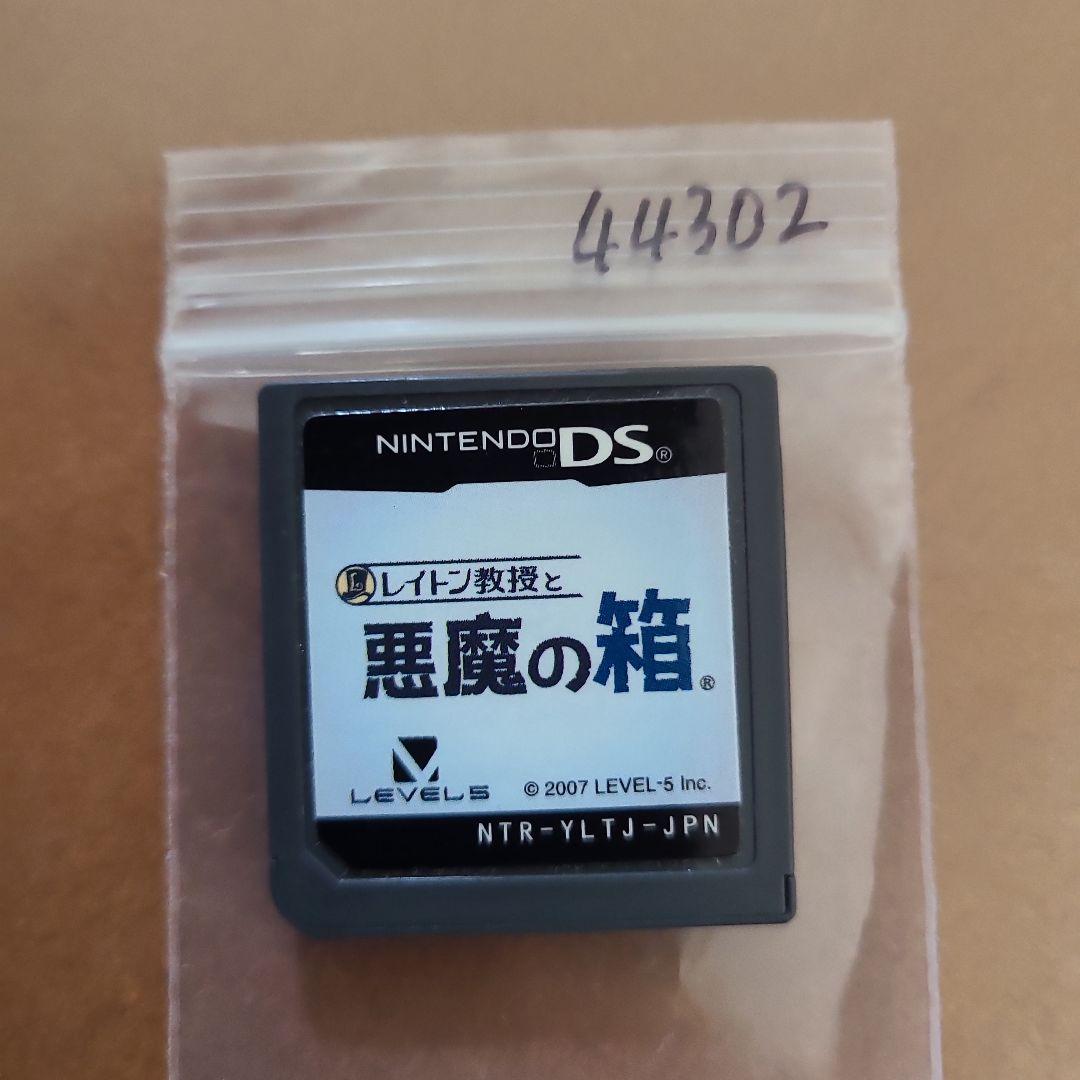 44302
NINTENDO DS®
L レイトン教授と
悪魔の箱®
LEVEL5
© 2007 LEVEL-5 Inc.
NTR-YLTJ-JPN